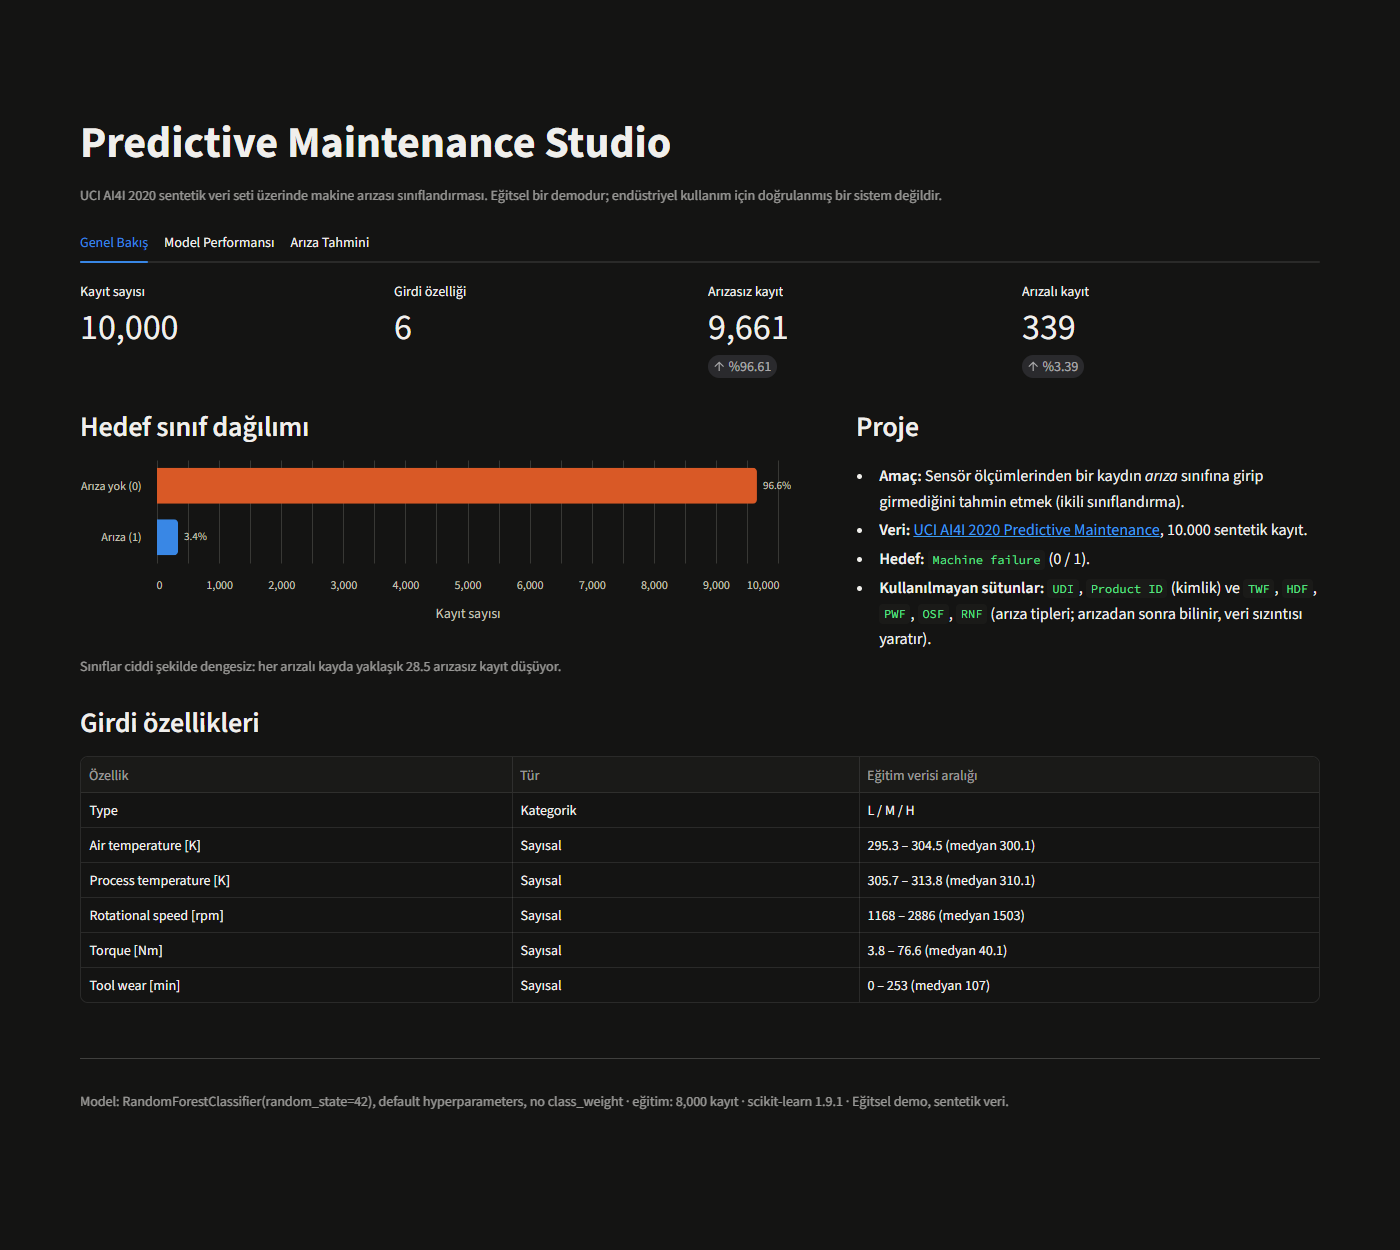 Predictive Maintenance Studio
UCI AI4I 2020 sentetik veri seti üzerinde makine arızası sınıflandırması. Eğitsel bir demodur; endüstriyel kullanım için doğrulanmış bir sistem değildir.
Genel Bakış Model Performansı Arıza Tahmini
Kayıt sayısı
10,000
Girdi özelliği
6
Arızasız kayıt
9,661
↑ %96.61
Arızalı kayıt
339
↑ %3.39
Hedef sınıf dağılımı
Arıza yok (0)
96.6%
Arıza (1)
3.4%
0 1,000 2,000 3,000 4,000 5,000 6,000 7,000 8,000 9,000 10,000
Kayıt sayısı
Sınıflar ciddi şekilde dengesiz: her arızalı kayda yaklaşık 28.5 arızasız kayıt düşüyor.
Proje
• Amaç: Sensör ölçümlerinden bir kaydın arıza sınıfına girip
girmediğini tahmin etmek (ikili sınıflandırma).
• Veri: UCI AI4I 2020 Predictive Maintenance, 10.000 sentetik kayıt.
• Hedef: Machine failure (0 / 1).
• Kullanılmayan sütunlar: UDI , Product ID (kimlik) ve TWF , HDF ,
PWF , OSF , RNF (arıza tipleri; arızadan sonra bilinir, veri sızıntısı
yaratır).
Girdi özellikleri
Özellik Tür Eğitim verisi aralığı
Type Kategorik L / M / H
Air temperature [K] Sayısal 295.3 – 304.5 (medyan 300.1)
Process temperature [K] Sayısal 305.7 – 313.8 (medyan 310.1)
Rotational speed [rpm] Sayısal 1168 – 2886 (medyan 1503)
Torque [Nm] Sayısal 3.8 – 76.6 (medyan 40.1)
Tool wear [min] Sayısal 0 – 253 (medyan 107)
Model: RandomForestClassifier(random_state=42), default hyperparameters, no class_weight · eğitim: 8,000 kayıt · scikit-learn 1.9.1 · Eğitsel demo, sentetik veri.